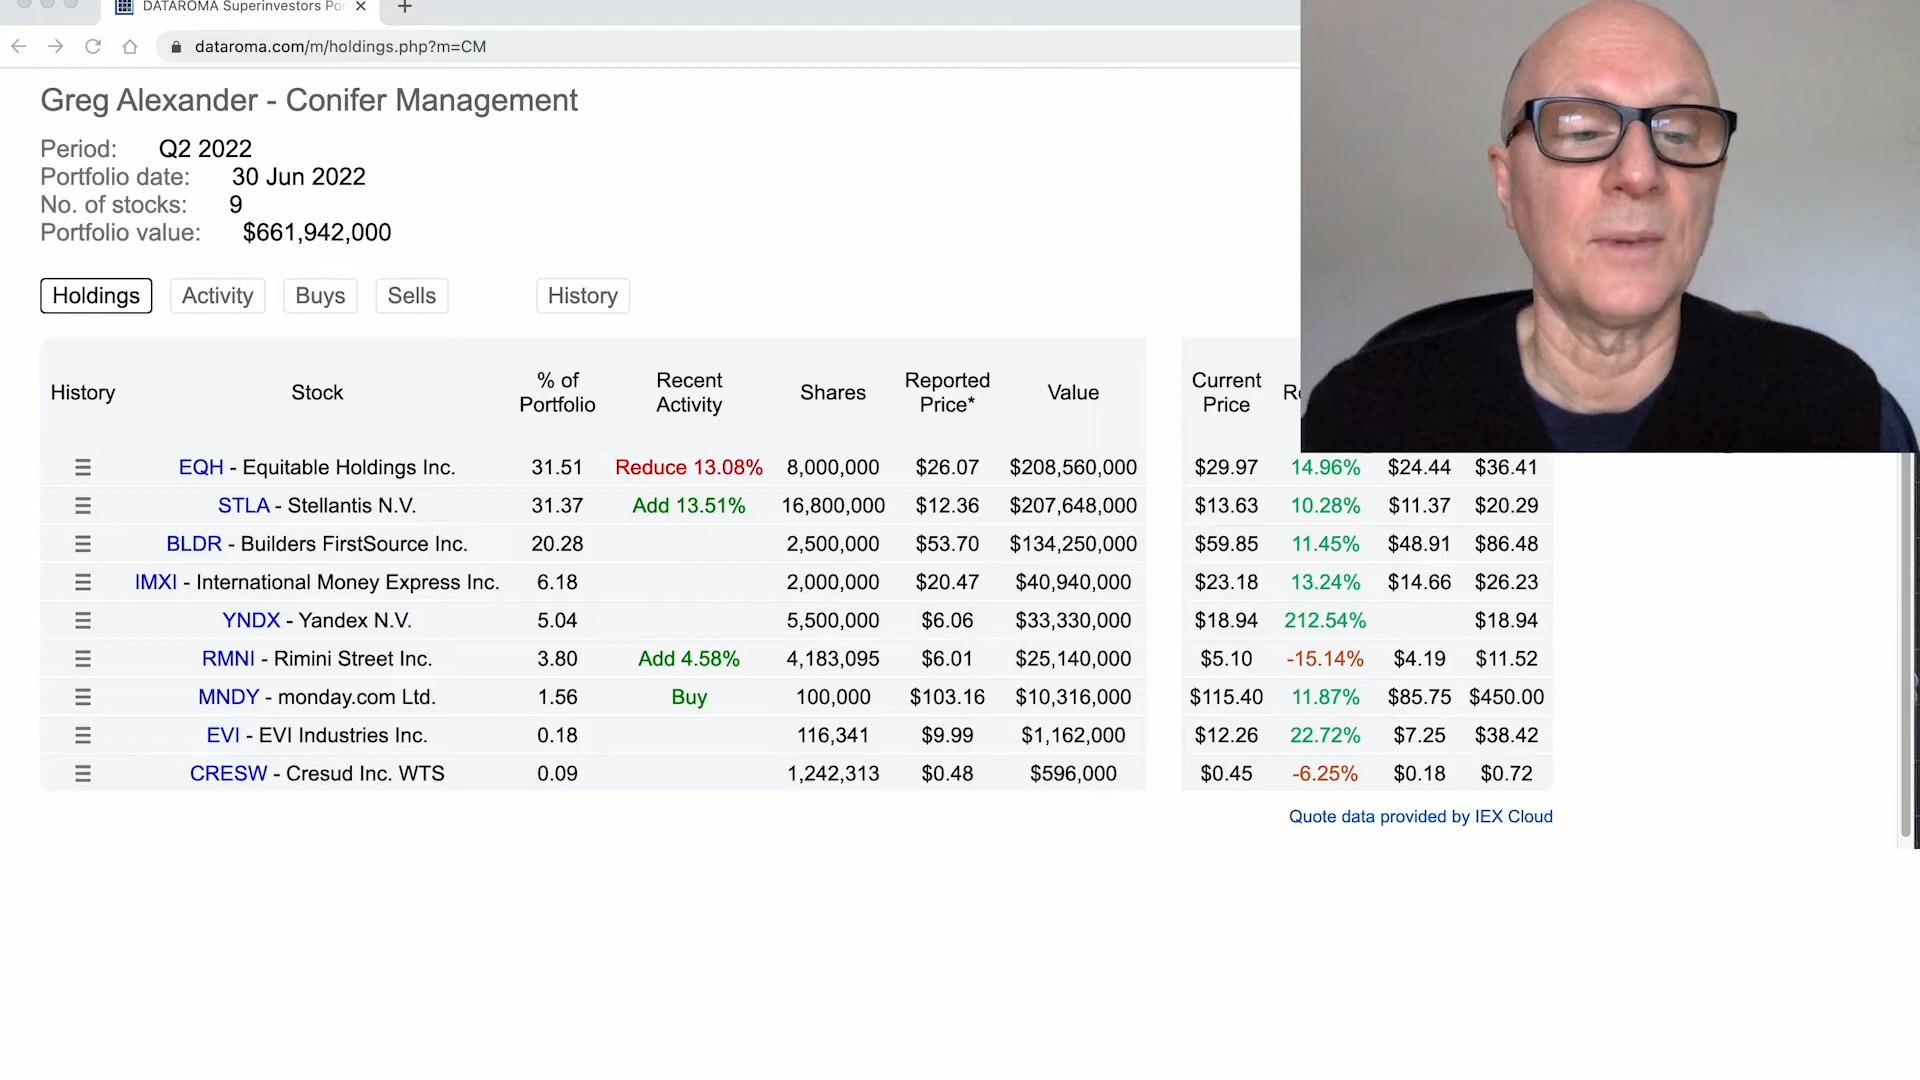 DATAROMA Superinvestors Po
dataroma.com/m/holdings.php?m=CM
Greg Alexander - Conifer Management
Period: Q2 2022
Portfolio date: 30 Jun 2022
No. of stocks: 9
Portfolio value: $661,942,000
Holdings Activity Buys Sells History
History Stock % of Portfolio Recent Activity Shares Reported Price* Value Current Price
EQH - Equitable Holdings Inc. 31.51 Reduce 13.08% 8,000,000 $26.07 $208,560,000 $29.97 14.96% $24.44 $36.41
STLA - Stellantis N.V. 31.37 Add 13.51% 16,800,000 $12.36 $207,648,000 $13.63 10.28% $11.37 $20.29
BLDR - Builders FirstSource Inc. 20.28 2,500,000 $53.70 $134,250,000 $59.85 11.45% $48.91 $86.48
IMXI - International Money Express Inc. 6.18 2,000,000 $20.47 $40,940,000 $23.18 13.24% $14.66 $26.23
YNDX - Yandex N.V. 5.04 5,500,000 $6.06 $33,330,000 $18.94 212.54% $18.94
RMNI - Rimini Street Inc. 3.80 Add 4.58% 4,183,095 $6.01 $25,140,000 $5.10 -15.14% $4.19 $11.52
MNDY - monday.com Ltd. 1.56 Buy 100,000 $103.16 $10,316,000 $115.40 11.87% $85.75 $450.00
EVI - EVI Industries Inc. 0.18 116,341 $9.99 $1,162,000 $12.26 22.72% $7.25 $38.42
CRESW - Cresud Inc. WTS 0.09 1,242,313 $0.48 $596,000 $0.45 -6.25% $0.18 $0.72
Quote data provided by IEX Cloud